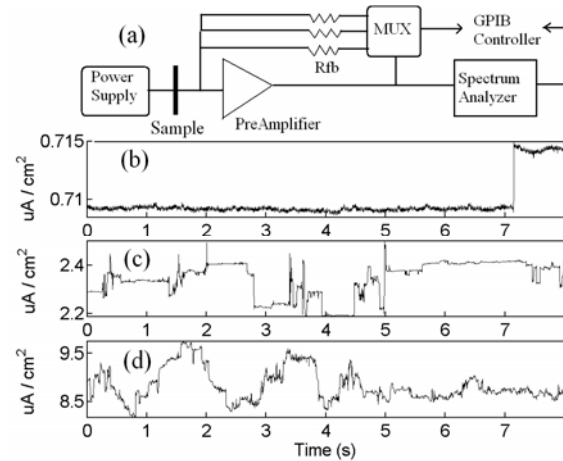 (a)
MUX
GPIB
Controller
Rfb
Power
Supply
Sample
PreAmplifier
Spectrum
Analyzer
uA / cm²
0.715
0.71
(b)
0 1 2 3 4 5 6 7
uA / cm²
2.4
2.2
(c)
0 1 2 3 4 5 6 7
uA / cm²
9.5
8.5
(d)
0 1 2 3 4 5 6 7
Time (s)